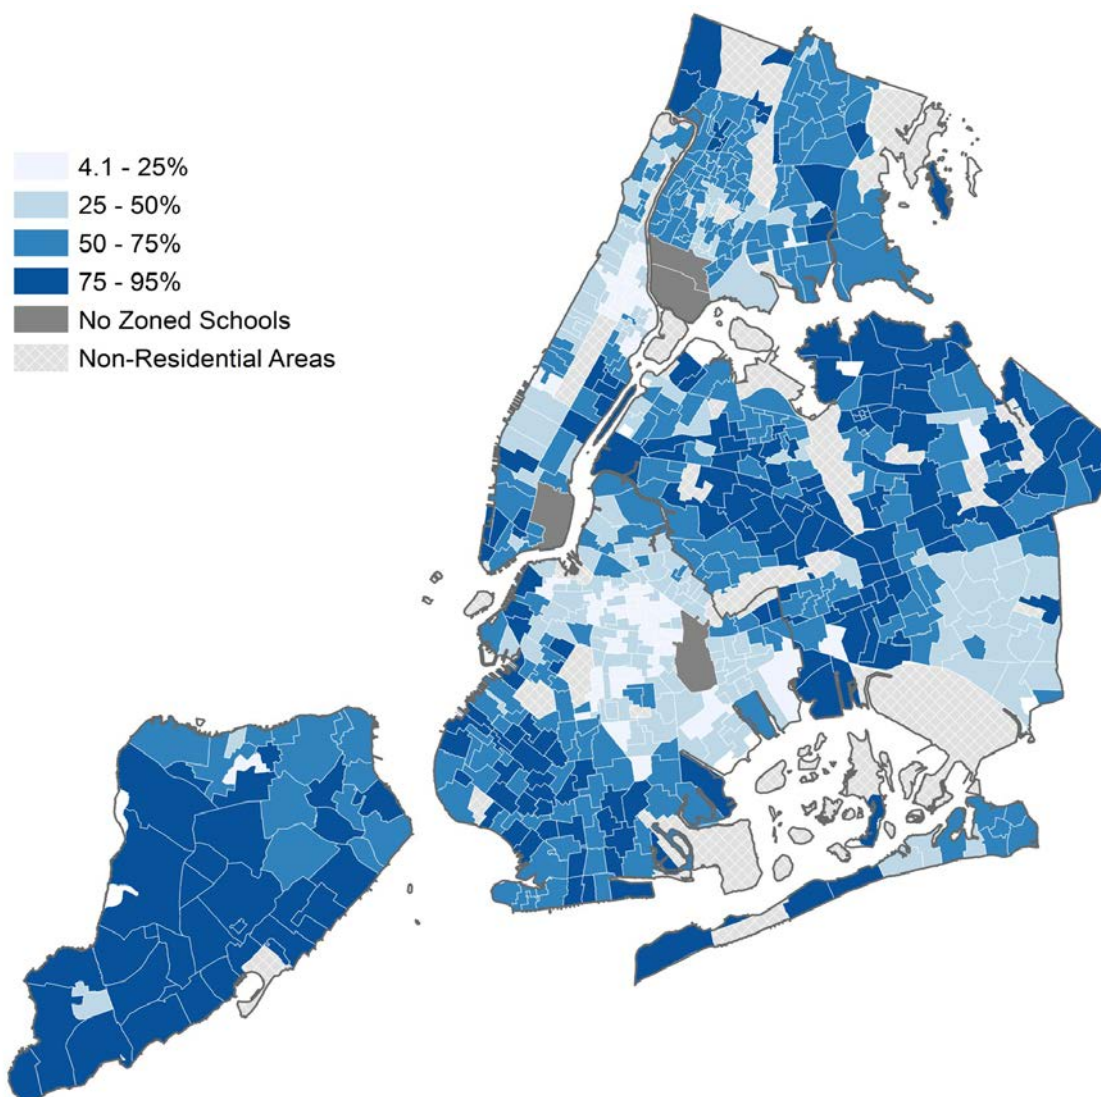 4.1 - 25%
25 - 50%
50 - 75%
75 - 95%
No Zoned Schools
Non-Residential Areas